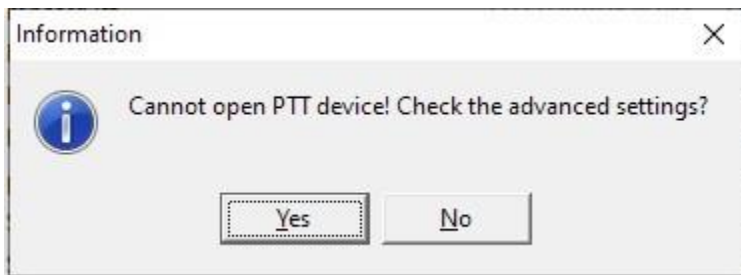 Information
Cannot open PTT device! Check the advanced settings?
Yes
No